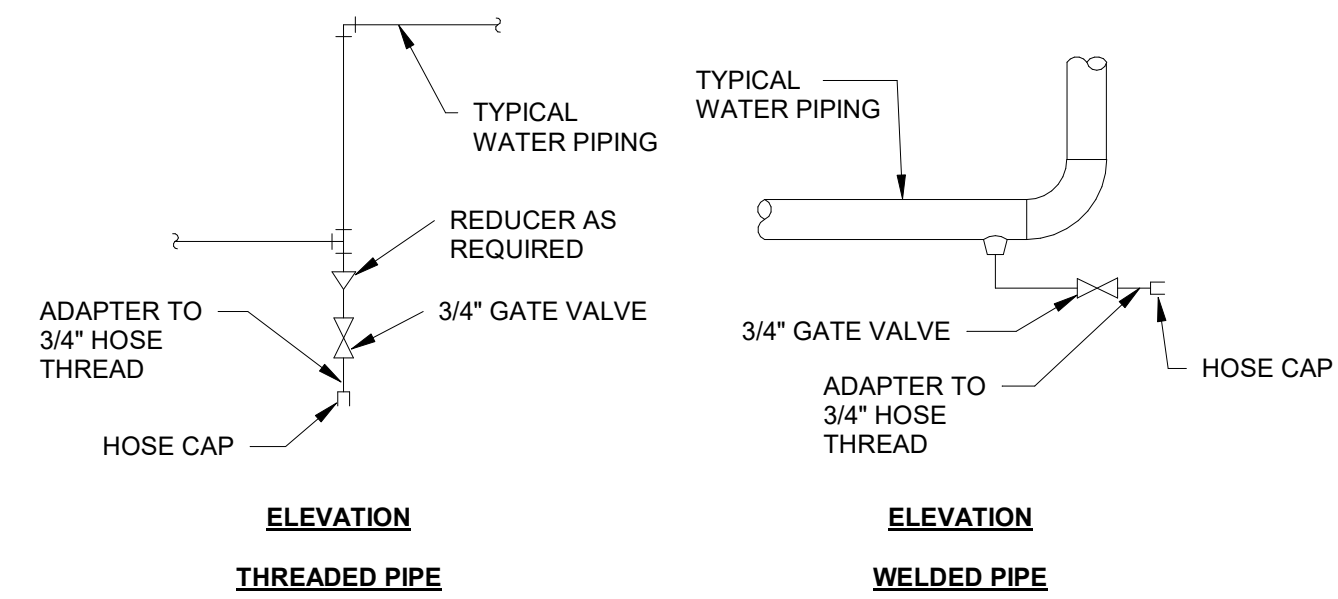 TYPICAL
WATER PIPING
REDUCER AS
REQUIRED
ADAPTER TO
3/4" HOSE
THREAD
3/4" GATE VALVE
HOSE CAP
ELEVATION
THREADED PIPE
TYPICAL
WATER PIPING
3/4" GATE VALVE
HOSE CAP
ADAPTER TO
3/4" HOSE
THREAD
ELEVATION
WELDED PIPE